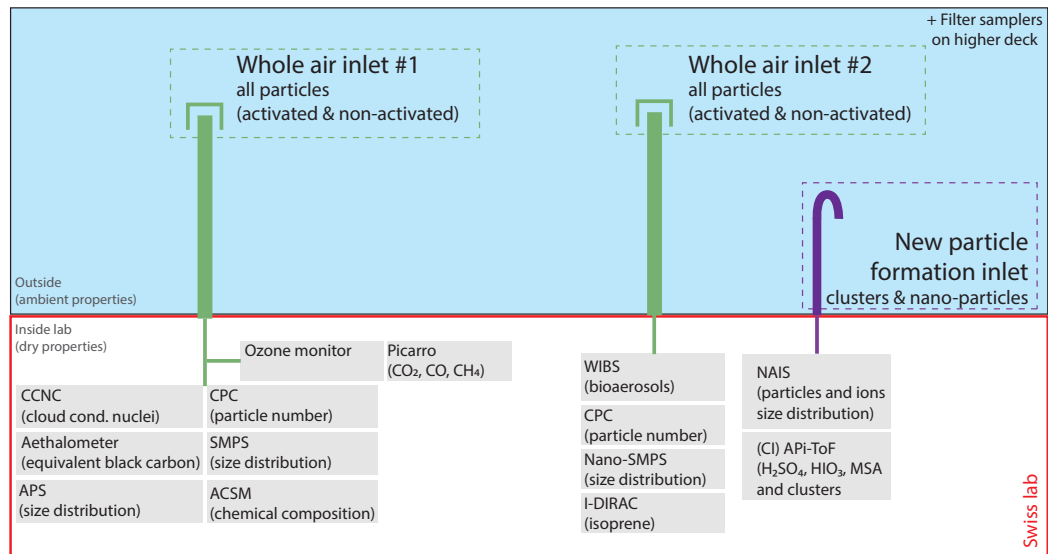 + Filter samplers
on higher deck
Whole air inlet #1
all particles
(activated & non-activated)
Whole air inlet #2
all particles
(activated & non-activated)
New particle
formation inlet
clusters & nano-particles
Outside
(ambient properties)
Inside lab
(dry properties)
Ozone monitor
Picarro
(CO₂, CO, CH₄)
CCNC
(cloud cond. nuclei)
CPC
(particle number)
Aethalometer
(equivalent black carbon)
SMPS
(size distribution)
APS
(size distribution)
ACSM
(chemical composition)
WIBS
(bioaerosols)
CPC
(particle number)
Nano-SMPS
(size distribution)
I-DIRAC
(isoprene)
NAIS
(particles and ions
size distribution)
(CI) APi-ToF
(H₂SO₄, HIO₃, MSA
and clusters
Swiss lab